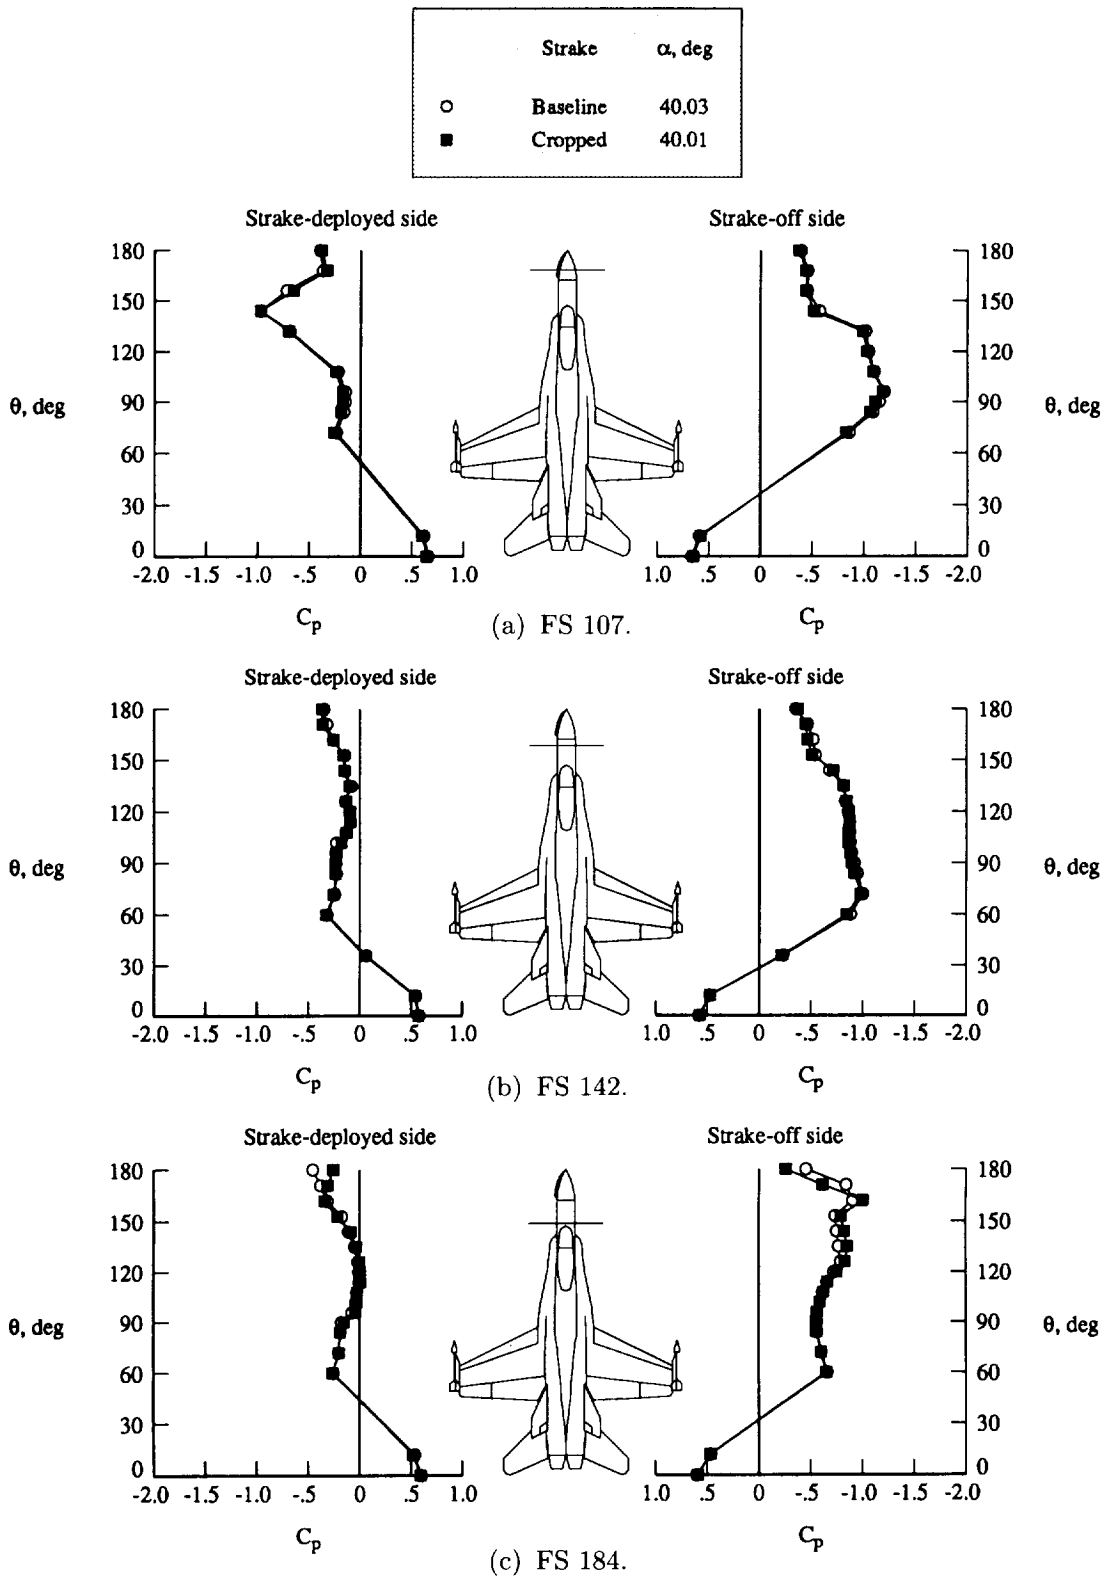 Strake α, deg
Baseline 40.03
Cropped 40.01
Strake-deployed side Strake-off side
180 180
150 150
120 120
θ, deg 90 90 θ, deg
60 60
30 30
0 0
-2.0 -1.5 -1.0 -.5 0 .5 1.0 1.0 .5 0 -.5 -1.0 -1.5 -2.0
Cp Cp
(a) FS 107.
Strake-deployed side Strake-off side
180 180
150 150
120 120
θ, deg 90 90 θ, deg
60 60
30 30
0 0
-2.0 -1.5 -1.0 -.5 0 .5 1.0 1.0 .5 0 -.5 -1.0 -1.5 -2.0
Cp Cp
(b) FS 142.
Strake-deployed side Strake-off side
180 180
150 150
120 120
θ, deg 90 90 θ, deg
60 60
30 30
0 0
-2.0 -1.5 -1.0 -.5 0 .5 1.0 1.0 .5 0 -.5 -1.0 -1.5 -2.0
Cp Cp
(c) FS 184.